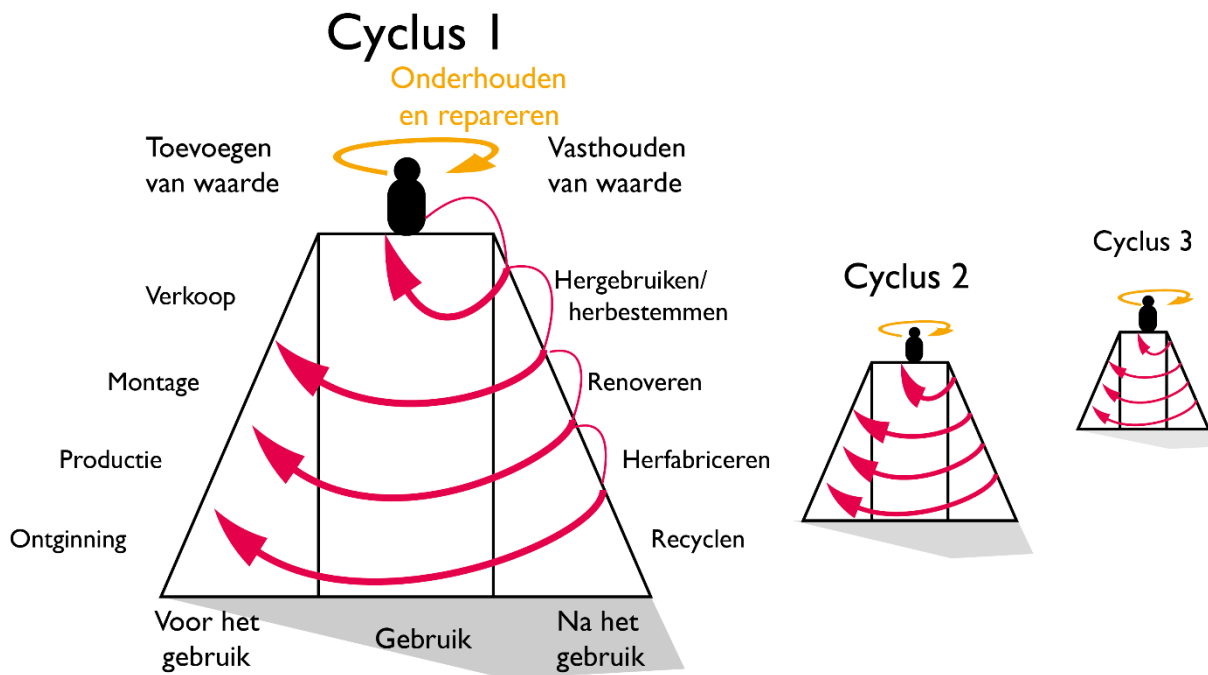 Cyclus 1
Onderhouden
en repareren
Toevoegen
van waarde
Vasthouden
van waarde
Verkoop
Hergebruiken/
herbestemmen
Montage
Renoveren
Productie
Herfabriceren
Ontginning
Recyclen
Voor het
gebruik
Gebruik
Na het
gebruik
Cyclus 2
Cyclus 3